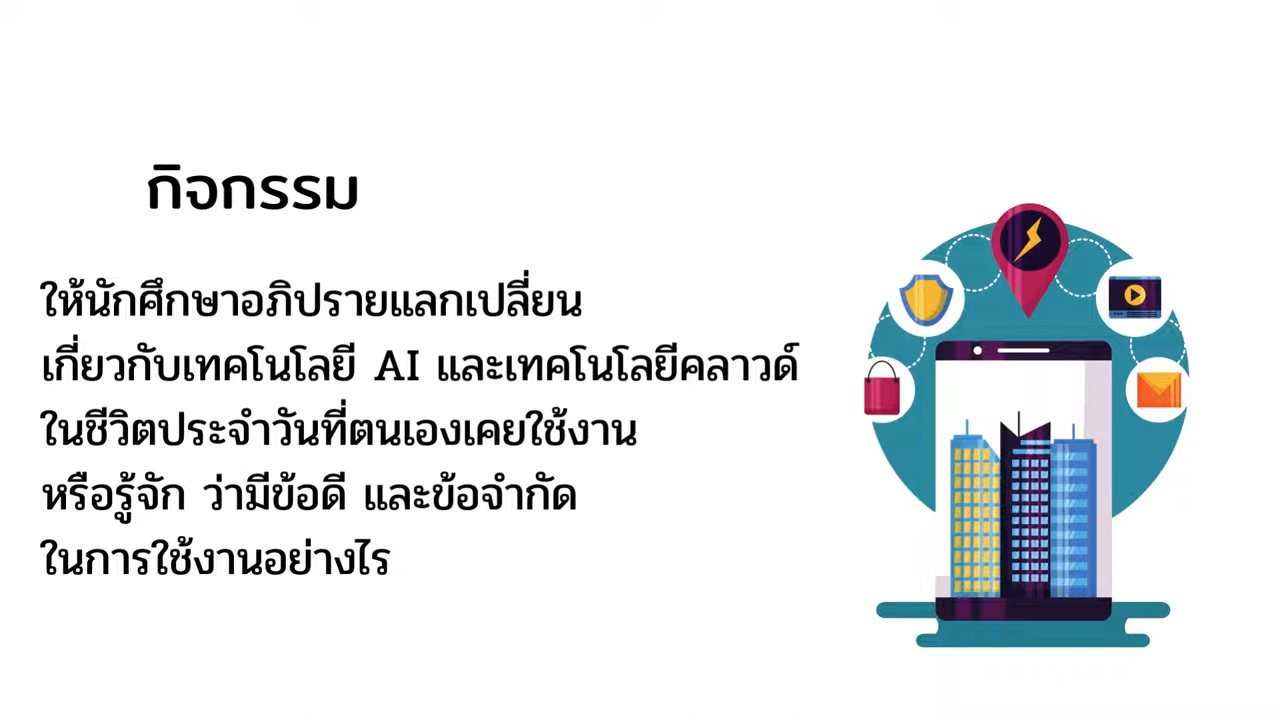 กิจกรรม
ให้นักศึกษาอภิปรายแลกเปลี่ยน
เกี่ยวกับเทคโนโลยี AI และเทคโนโลยีคลาวด์
ในชีวิตประจำวันที่ตนเองเคยใช้งาน
หรือรู้จัก ว่ามีข้อดี และข้อจำกัด
ในการใช้งานอย่างไร